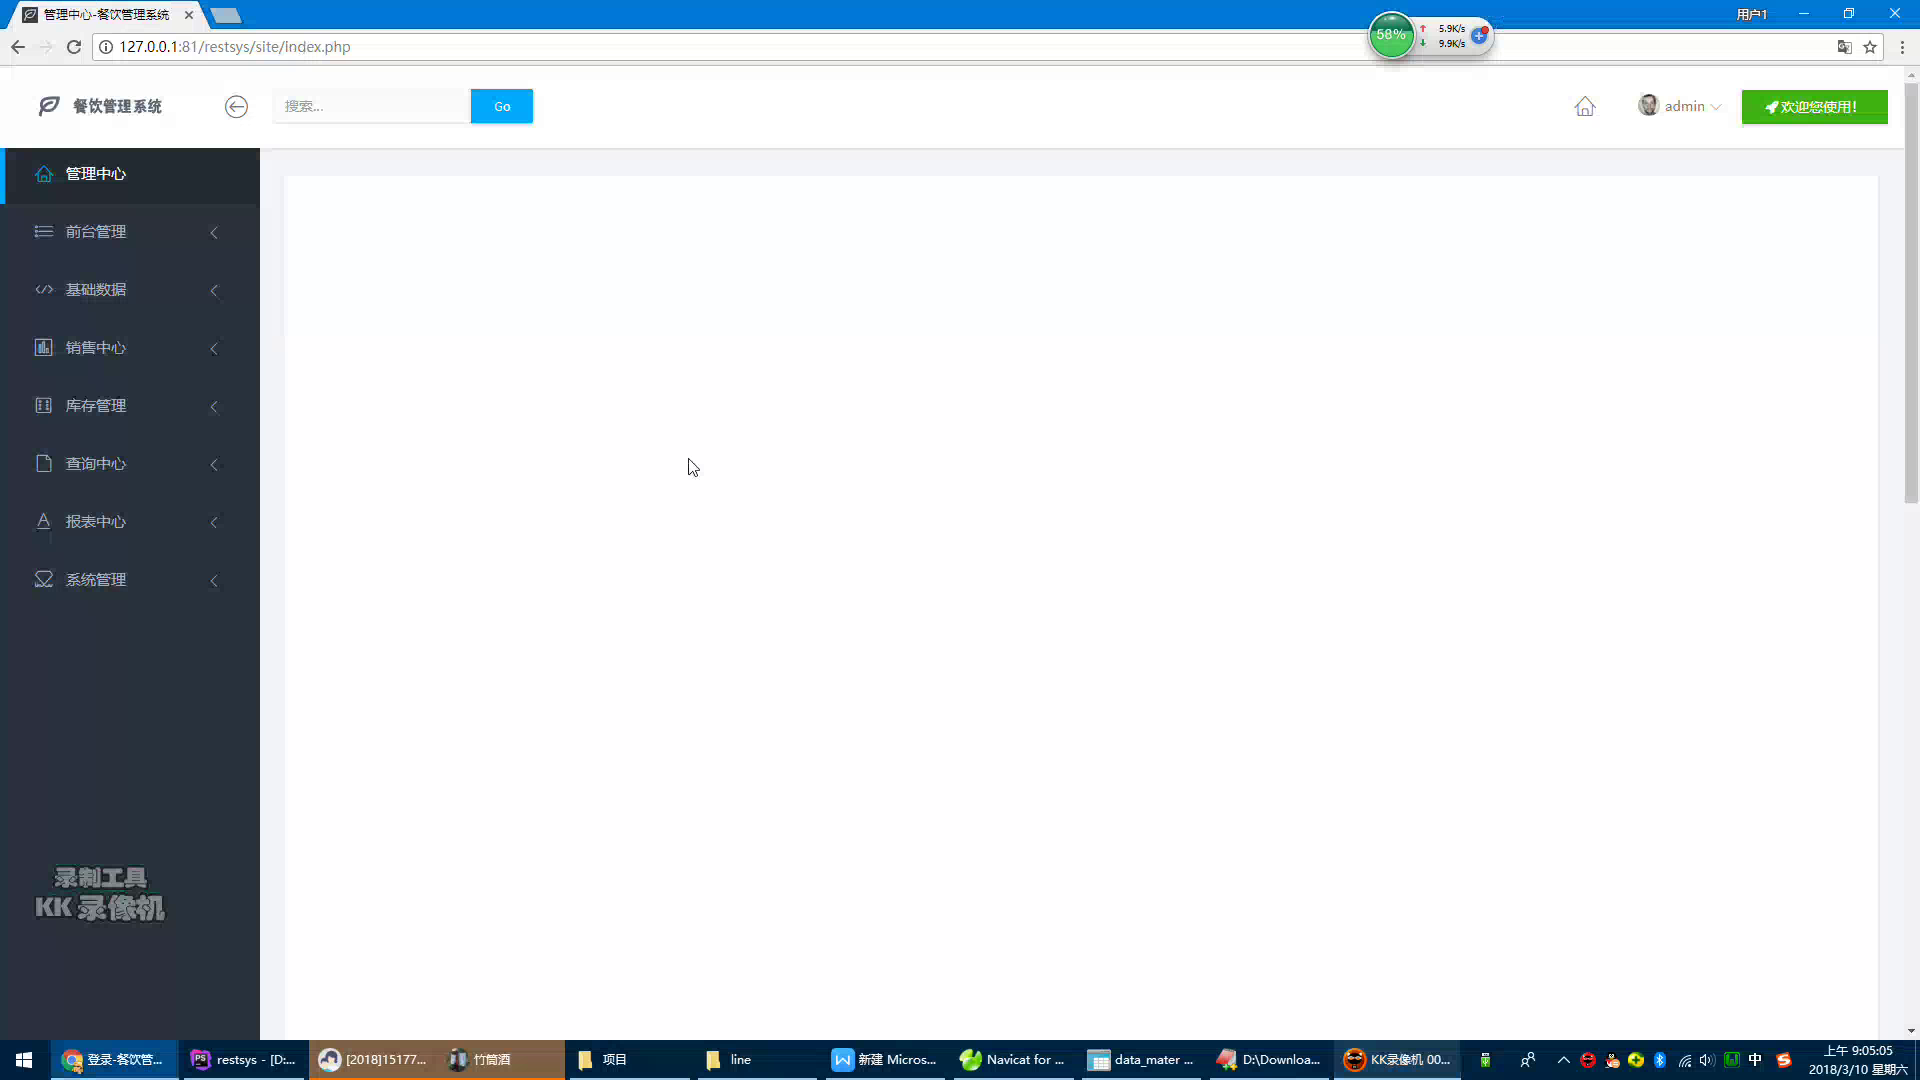 管理中心-餐饮管理系统
用户1
127.0.0.1:81/restsys/site/index.php
58%
5.9K/s
9.9K/s
餐饮管理系统
搜索...
Go
admin
欢迎您使用!
管理中心
前台管理
基础数据
销售中心
库存管理
查询中心
报表中心
系统管理
录制工具
KK 录像机
登录-餐饮管...
restsys - [D:...
[2018]15177...
竹筒酒
项目
line
新建 Micros...
Navicat for ...
data_mater ...
D:\Downloa...
KK录像机 00...
中
上午 9:05:05
2018/3/10 星期六